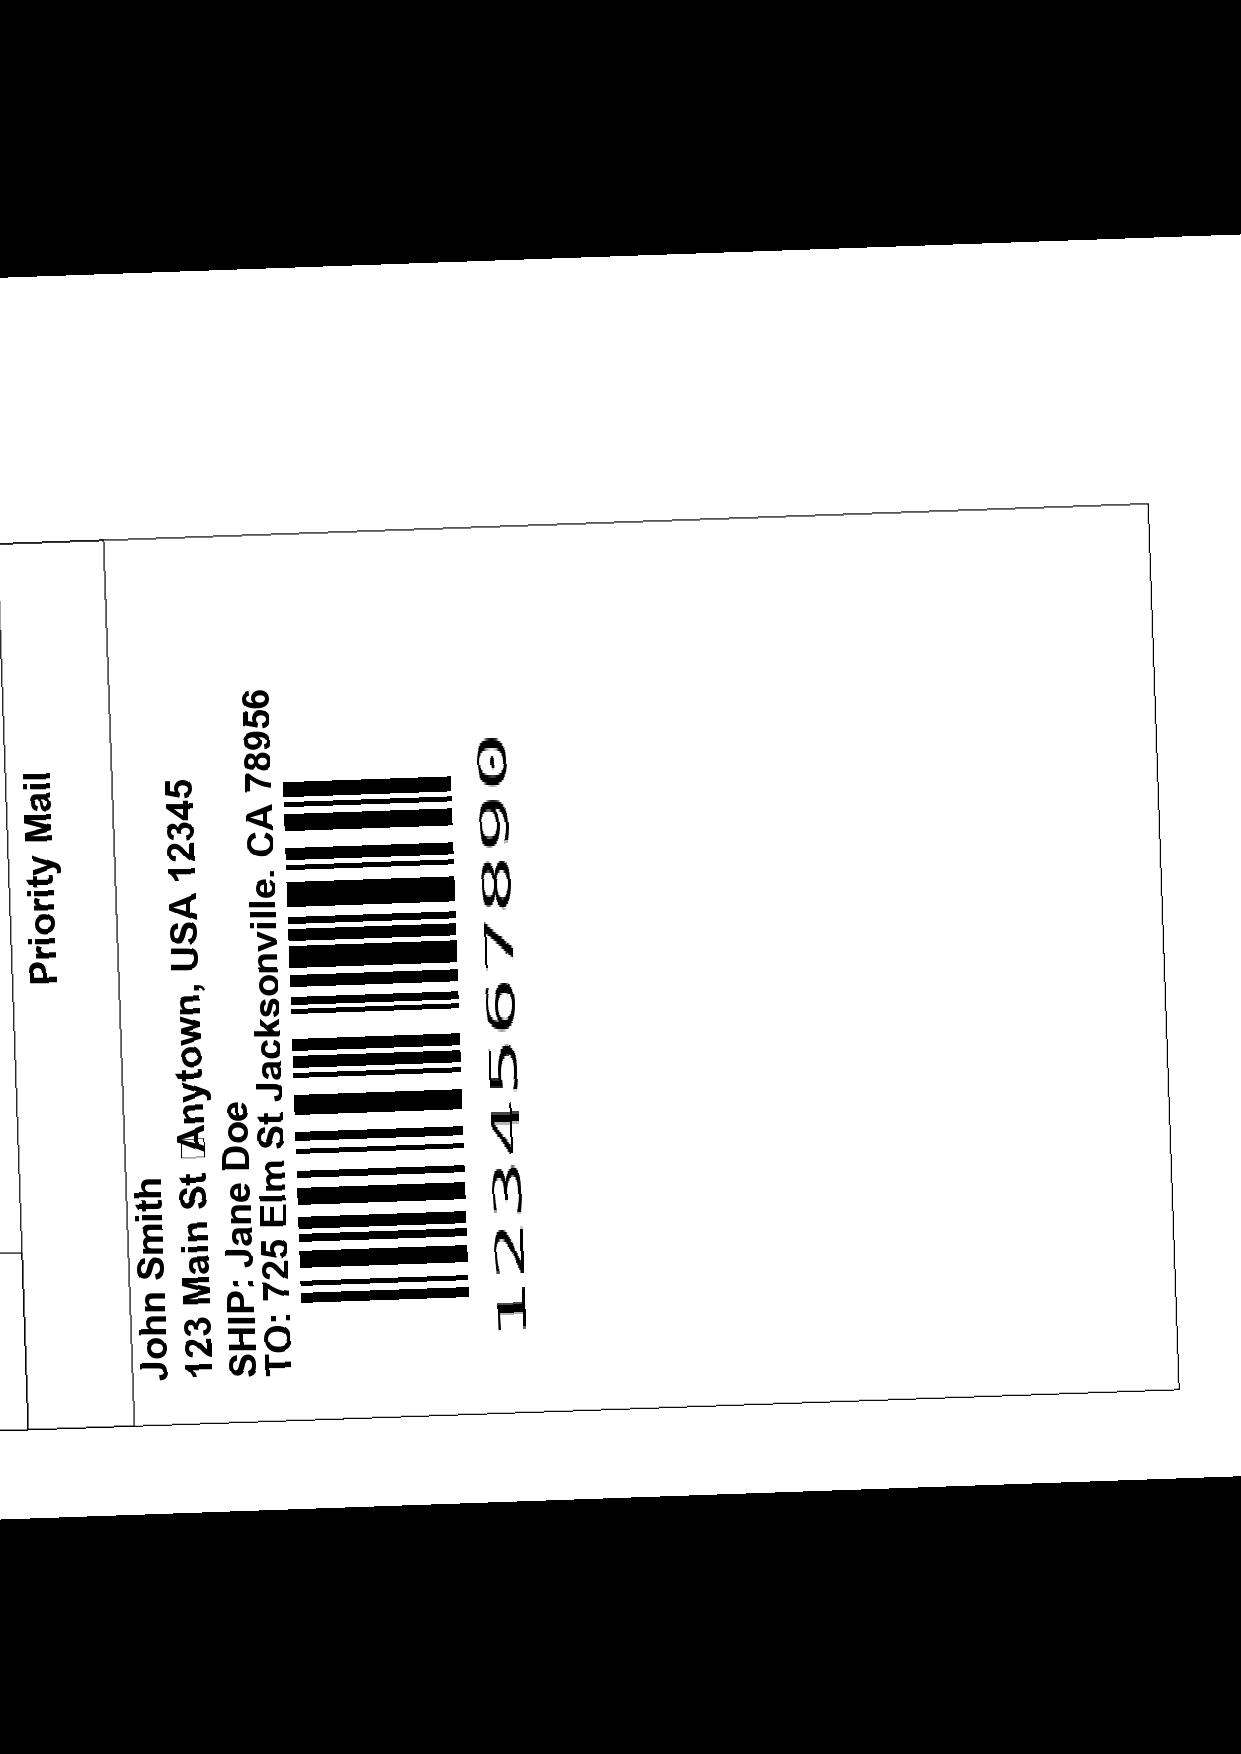 Priority Mail
John Smith
123 Main St Anytown, USA 12345
SHIP: Jane Doe
TO: 725 Elm St Jacksonville. CA 78956
1234567890